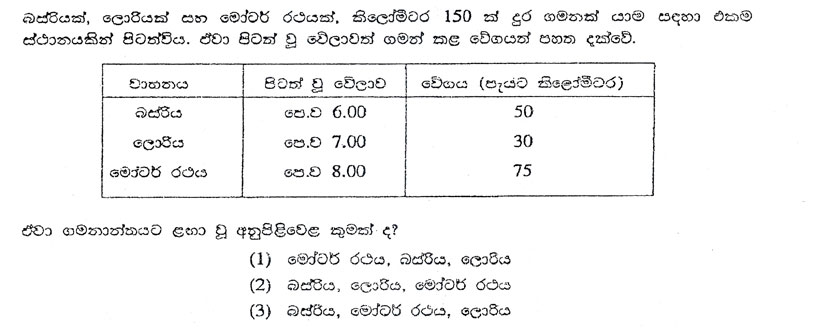 බස්රියක්, ලොරියක් සහ මෝටර් රථයක්, කිලෝමීටර 150 ක් දුර ගමනක් යාම සඳහා එකම
ස්ථානයකින් පිටත්විය. ඒවා පිටත් වූ වේලාවත් ගමන් කළ වේගයත් පහත දක්වේ.
වාහනය පිටත් වූ වේලාව වේගය (පැයට කිළෝමීටර)
බස්රිය පෙ.ව 6.00 50
ලොරිය පෙ.ව 7.00 30
මෝටර් රථය පෙ.ව 8.00 75
ඒවා ගමනාන්තයට ළඟා වූ අනුපිළිවෙළ කුමක් ද?
(1) මෝටර් රථය, බස්රිය, ලොරිය
(2) බස්රිය, ලොරිය, මෝටර් රථය
(3) බස්රිය, මෝටර් රථය, ලොරිය